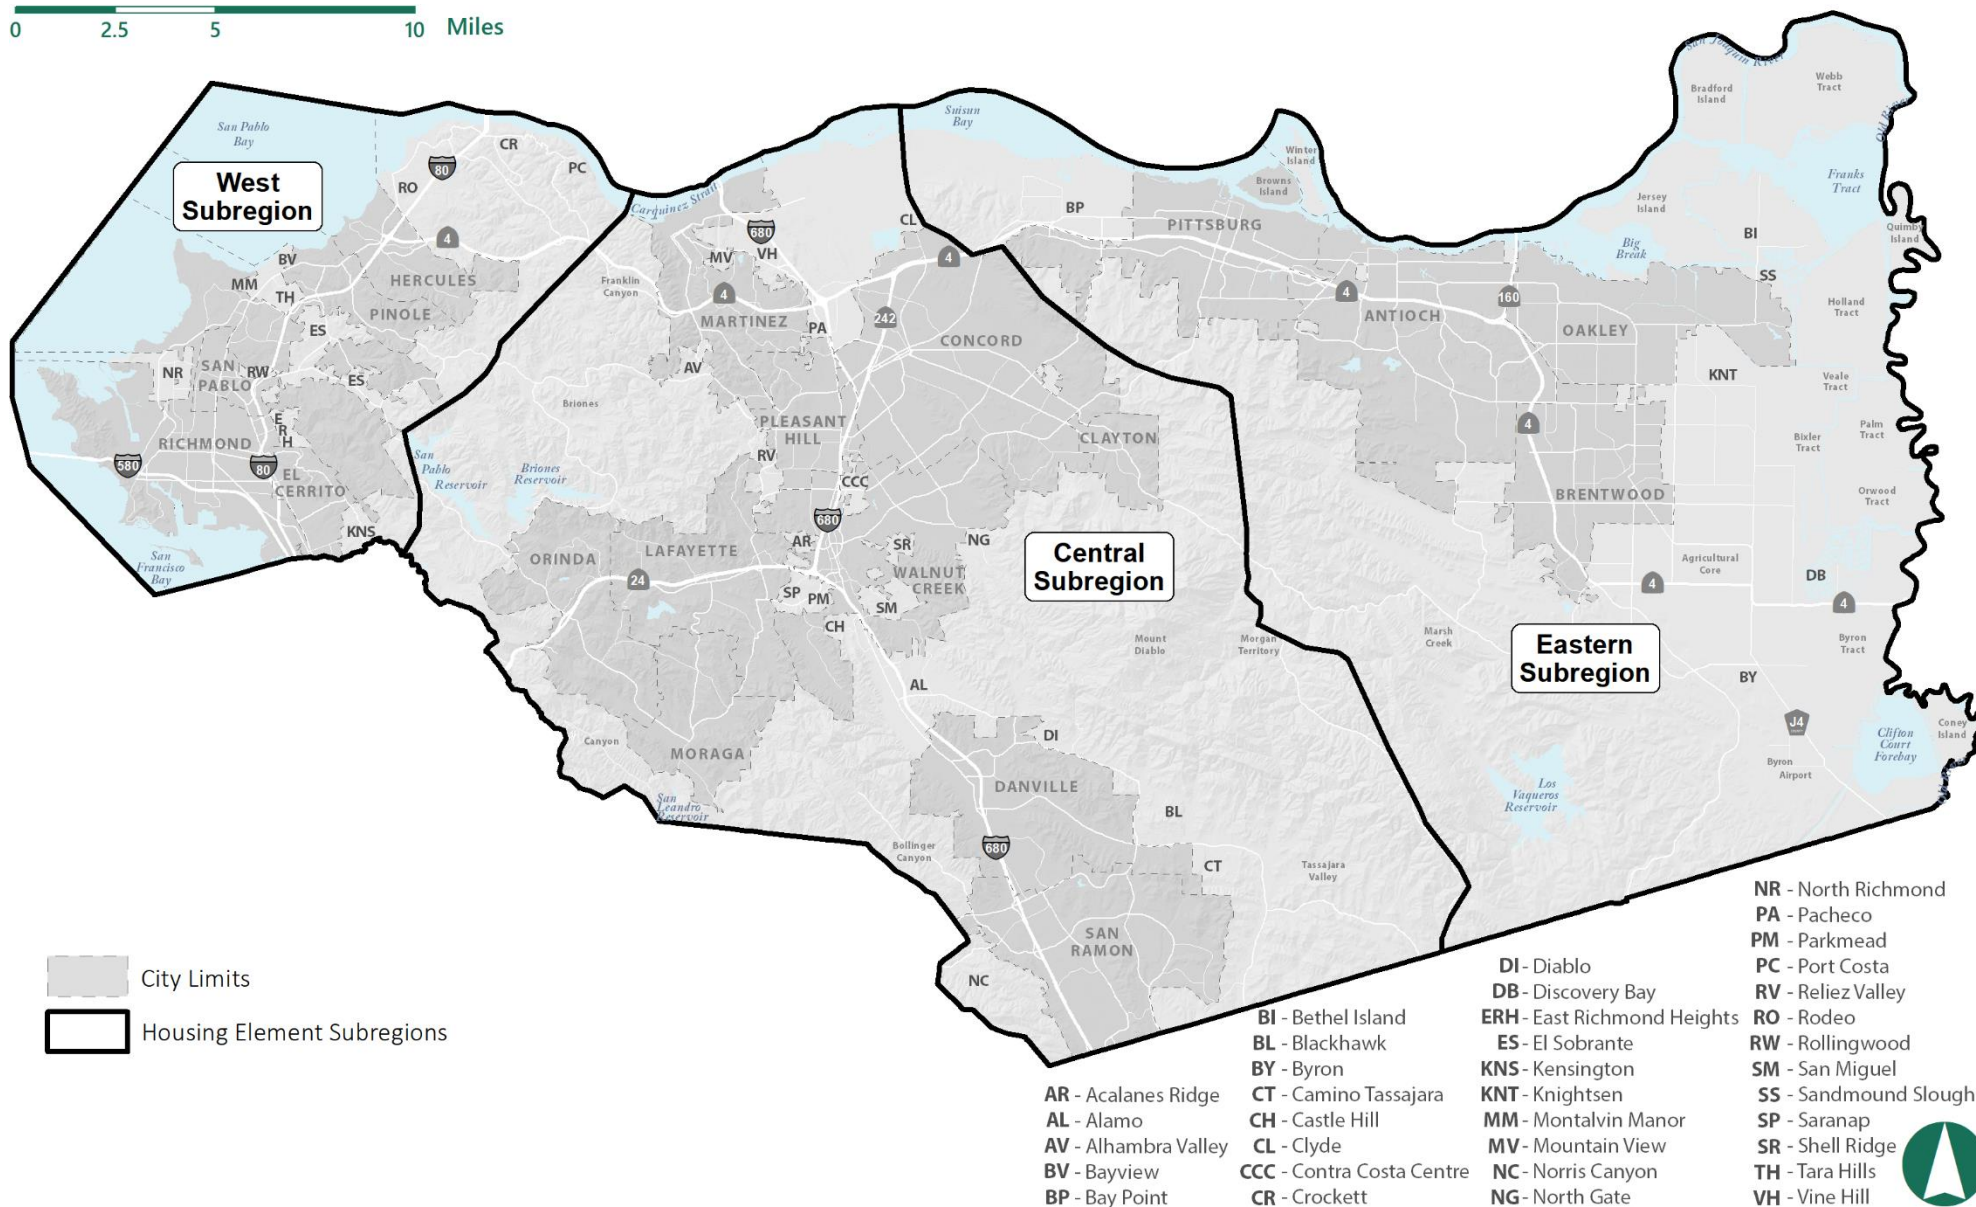 0 2.5 5 10 Miles
San Joaquin River
Webb
Tract
Bradford
Island
Old River
Suisun
Bay
San Pablo
Bay
CR
PC
80
RO
West
Subregion
Winter
Island
Browns
Island
Franks
Tract
Jersey
Island
Carquinez Strait
BP
PITTSBURG
CL
680
4
BI
Quimby
Island
Big
Break
MV
VH
4
BV
SS
MM
TH
HERCULES
Franklin
Canyon
4
4
160
Holland
Tract
PINOLE
ES
MARTINEZ
PA
242
ANTIOCH
OAKLEY
CONCORD
NR
SAN
PABLO
RW
ES
AV
KNT
Veale
Tract
Briones
E
R
H
PLEASANT
HILL
CLAYTON
4
Palm
Tract
Bixler
Tract
RICHMOND
San
Pablo
Reservoir
Briones
Reservoir
RV
580
80
EL
CERRITO
CCC
BRENTWOOD
Orwood
Tract
680
KNS
AR
SR
NG
ORINDA
LAFAYETTE
Central
Subregion
San
Francisco
Bay
24
WALNUT
CREEK
Agricultural
Core
DB
SP
PM
SM
4
4
CH
Mount
Diablo
Morgan
Territory
Marsh
Creek
Eastern
Subregion
Byron
Tract
AL
BY
Canyon
MORAGA
DI
J4
Coney
Island
Clifton
Court
Forebay
Byron
Airport
DANVILLE
Los
Vaqueros
Reservoir
San
Leandro
Reservoir
BL
680
Bollinger
Canyon
CT
Tassajara
Valley
SAN
RAMON
NC
City Limits
Housing Element Subregions
AR - Acalanes Ridge
AL - Alamo
AV - Alhambra Valley
BV - Bayview
BP - Bay Point
BI - Bethel Island
BL - Blackhawk
BY - Byron
CT - Camino Tassajara
CH - Castle Hill
CL - Clyde
CCC - Contra Costa Centre
CR - Crockett
DI - Diablo
DB - Discovery Bay
ERH - East Richmond Heights
ES - El Sobrante
KNS - Kensington
KNT - Knightsen
MM - Montalvin Manor
MV - Mountain View
NC - Norris Canyon
NG - North Gate
NR - North Richmond
PA - Pacheco
PM - Parkmead
PC - Port Costa
RV - Reliez Valley
RO - Rodeo
RW - Rollingwood
SM - San Miguel
SS - Sandmound Slough
SP - Saranap
SR - Shell Ridge
TH - Tara Hills
VH - Vine Hill